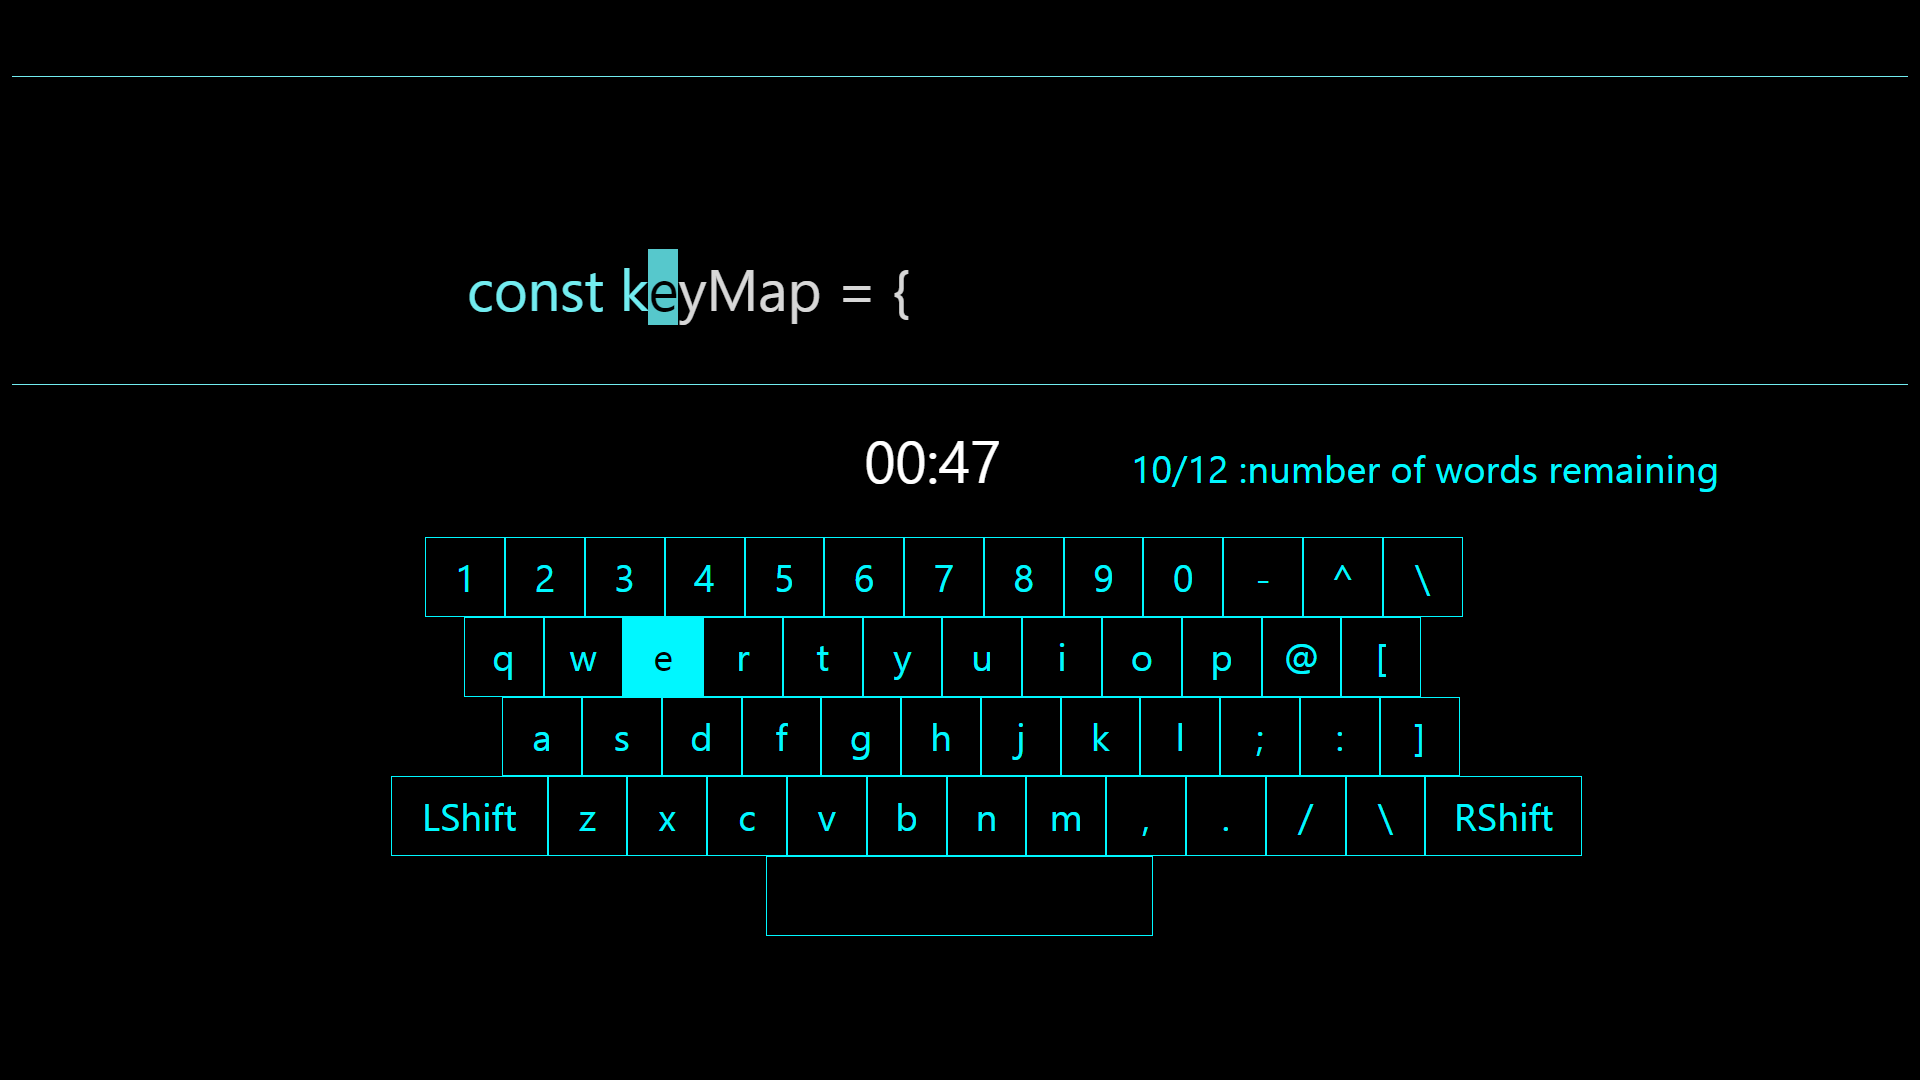 const keyMap = {
00:47
10/12 :number of words remaining
1 2 3 4 5 6 7 8 9 0 - ^ \
q w e r t y u i o p @ [
a s d f g h j k l ; : ]
LShift z x c v b n m , . / \ RShift